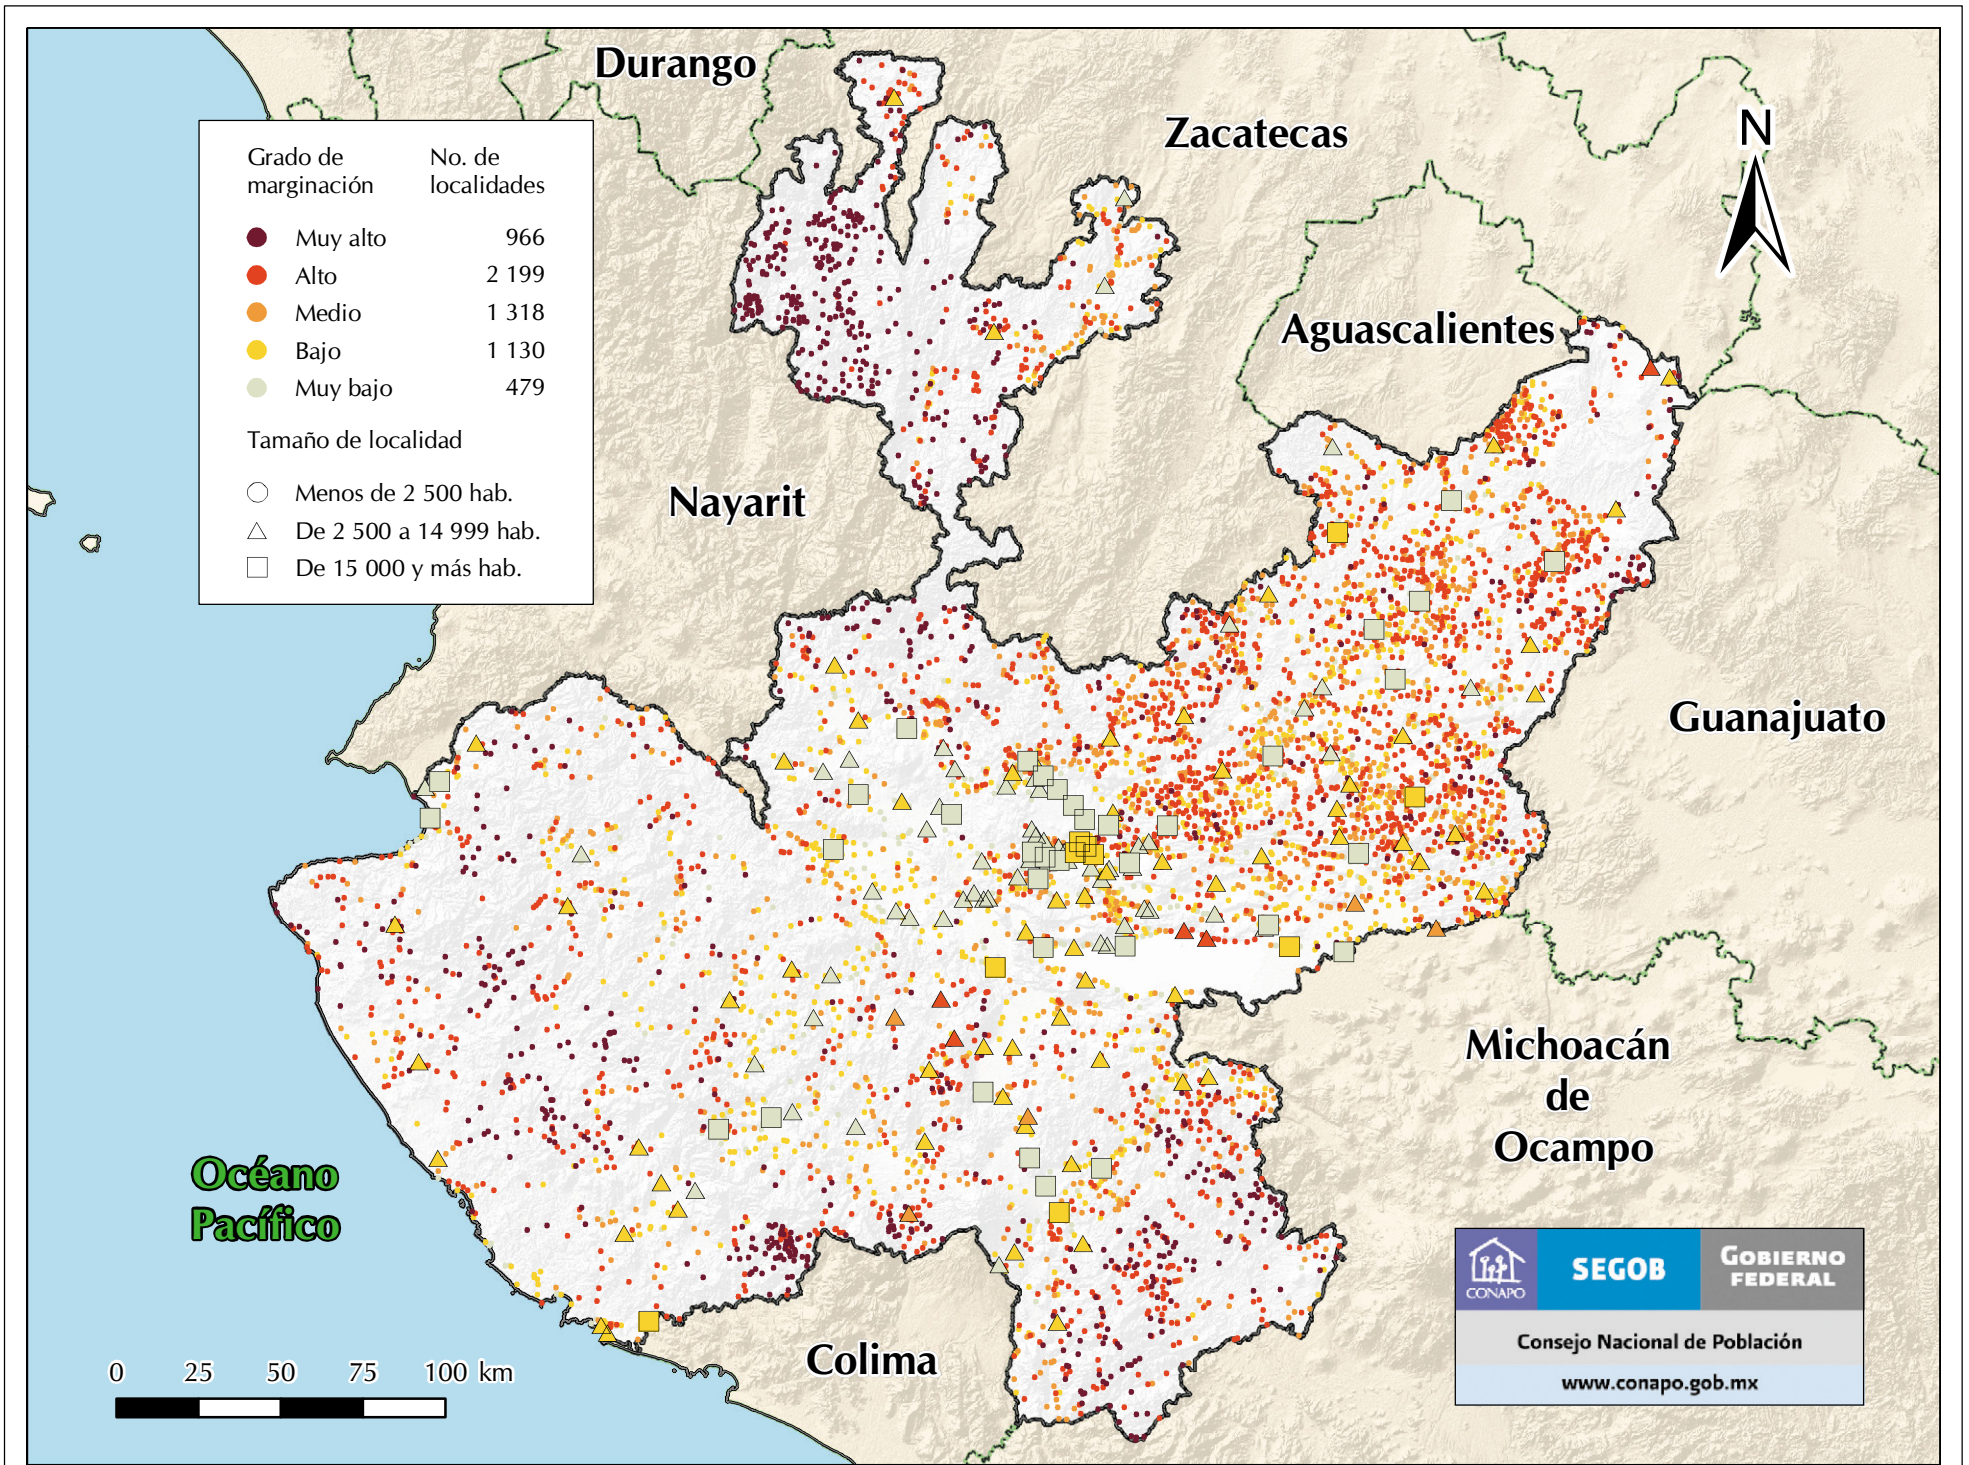 Durango
Zacatecas
N
Grado de marginación
No. de localidades
Muy alto 966
Alto 2 199
Medio 1 318
Bajo 1 130
Muy bajo 479
Tamaño de localidad
Menos de 2 500 hab.
De 2 500 a 14 999 hab.
De 15 000 y más hab.
Aguascalientes
Nayarit
Guanajuato
Michoacán
de
Ocampo
Océano
Pacífico
Colima
0 25 50 75 100 km
CONAPO
SEGOB
GOBIERNO
FEDERAL
Consejo Nacional de Población
www.conapo.gob.mx